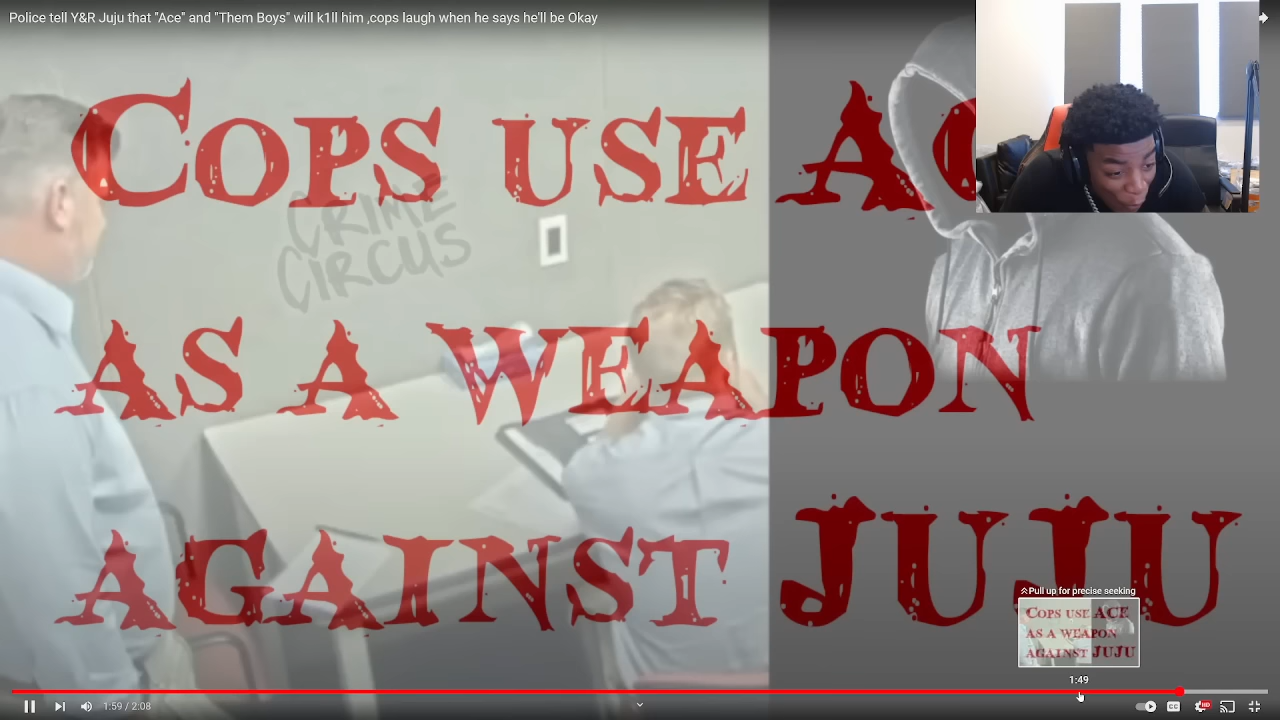 Police tell Y&R Juju that "Ace" and "Them Boys" will k1ll him ,cops laugh when he says he'll be Okay
COPS USE AC
CRIME
CIRCUS
AS A WEAPON
AGAINST JUJU
Pull up for precise seeking
COPS USE ACE
AS A WEAPON
AGAINST JUJU
1:49
1:59 / 2:08
CC
HD